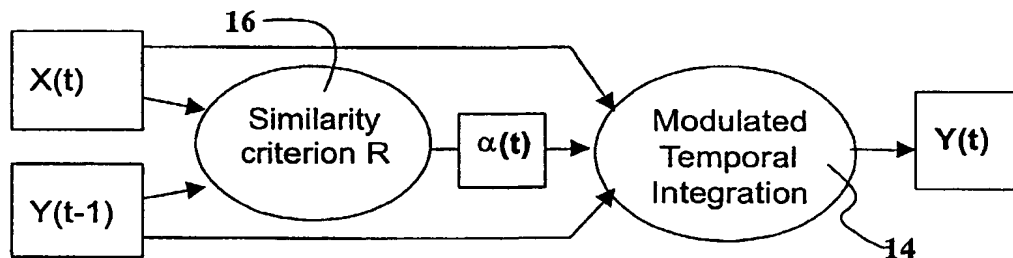 16
X(t)
Similarity
criterion R
α(t)
Modulated
Temporal
Integration
Y(t)
Y(t-1)
14